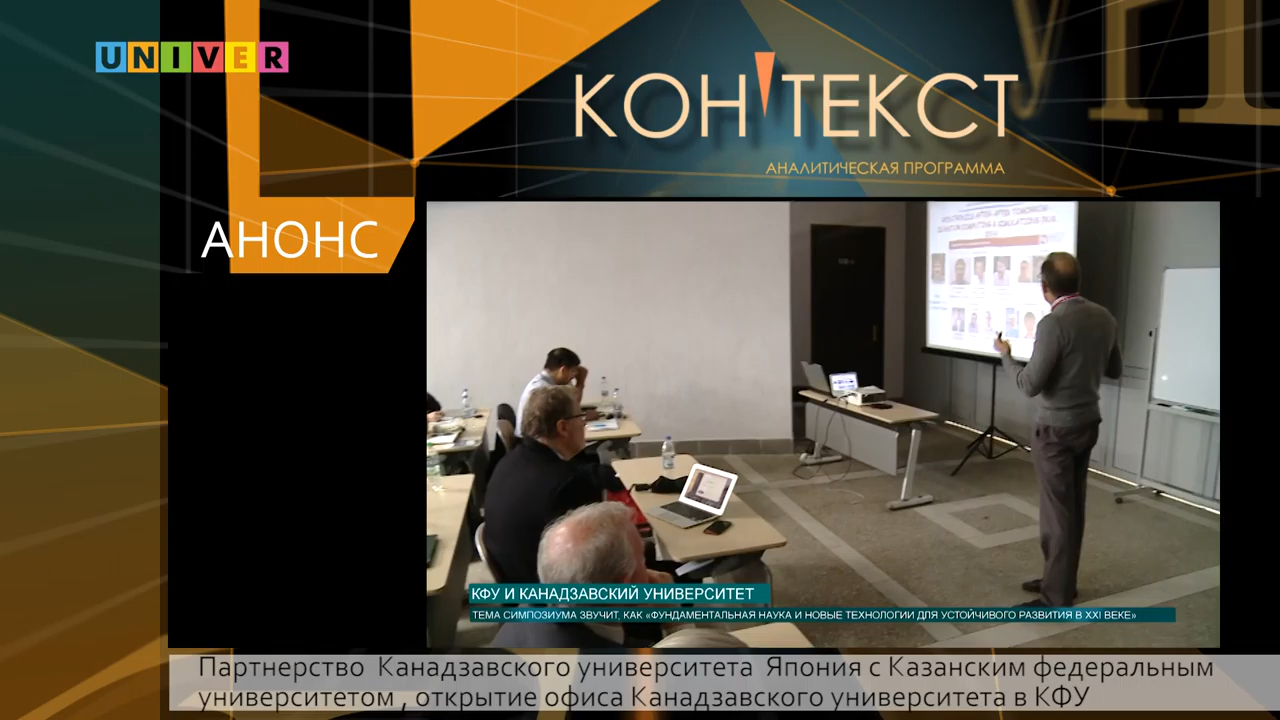 UNIVER
КОН'ТЕКСТ
АНАЛИТИЧЕСКАЯ ПРОГРАММА
АНОНС
КФУ И КАНАДЗАВСКИЙ УНИВЕРСИТЕТ
ТЕМА СИМПОЗИУМА ЗВУЧИТ, КАК «ФУНДАМЕНТАЛЬНАЯ НАУКА И НОВЫЕ ТЕХНОЛОГИИ ДЛЯ УСТОЙЧИВОГО РАЗВИТИЯ В XXI ВЕКЕ»
Партнерство Канадзавского университета Япония с Казанским федеральным
университетом , открытие офиса Канадзавского университета в КФУ